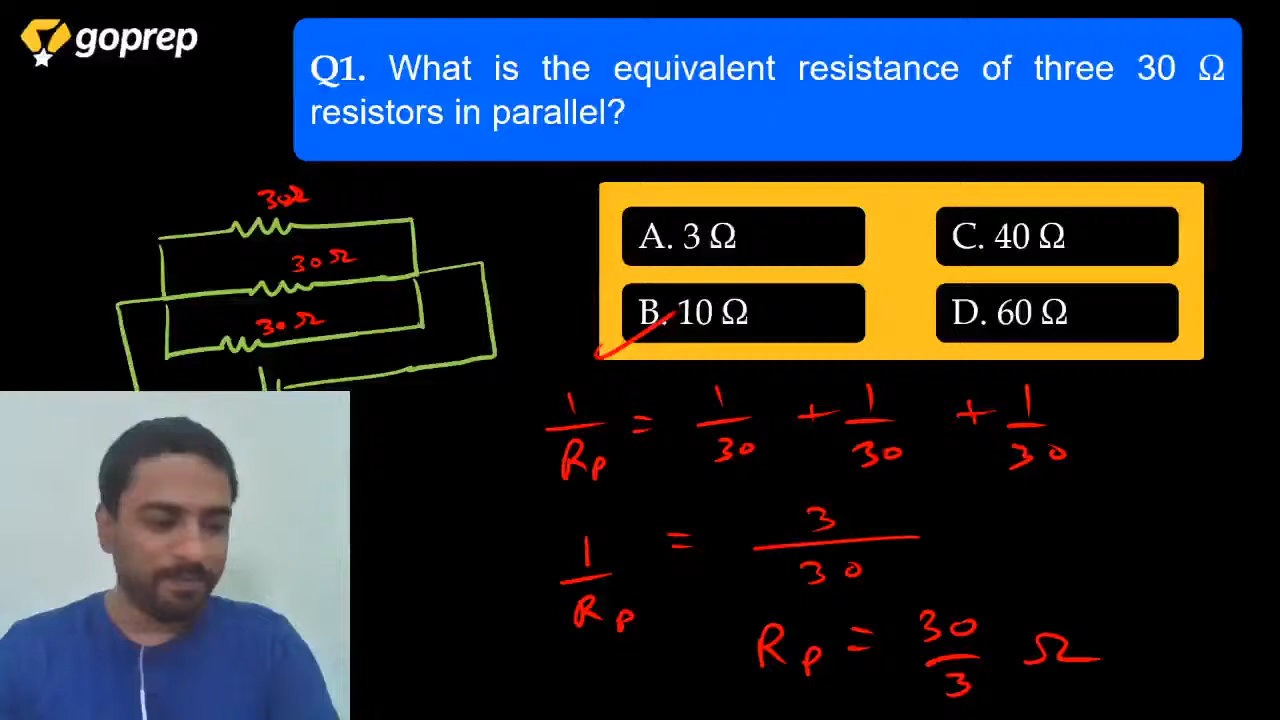 goprep
Q1. What is the equivalent resistance of three 30 Ω
resistors in parallel?
30Ω
30Ω
30Ω
A. 3 Ω
C. 40 Ω
B. 10 Ω
D. 60 Ω
1/Rp = 1/30 + 1/30 + 1/30
1/Rp = 3/30
Rp = 30/3 Ω